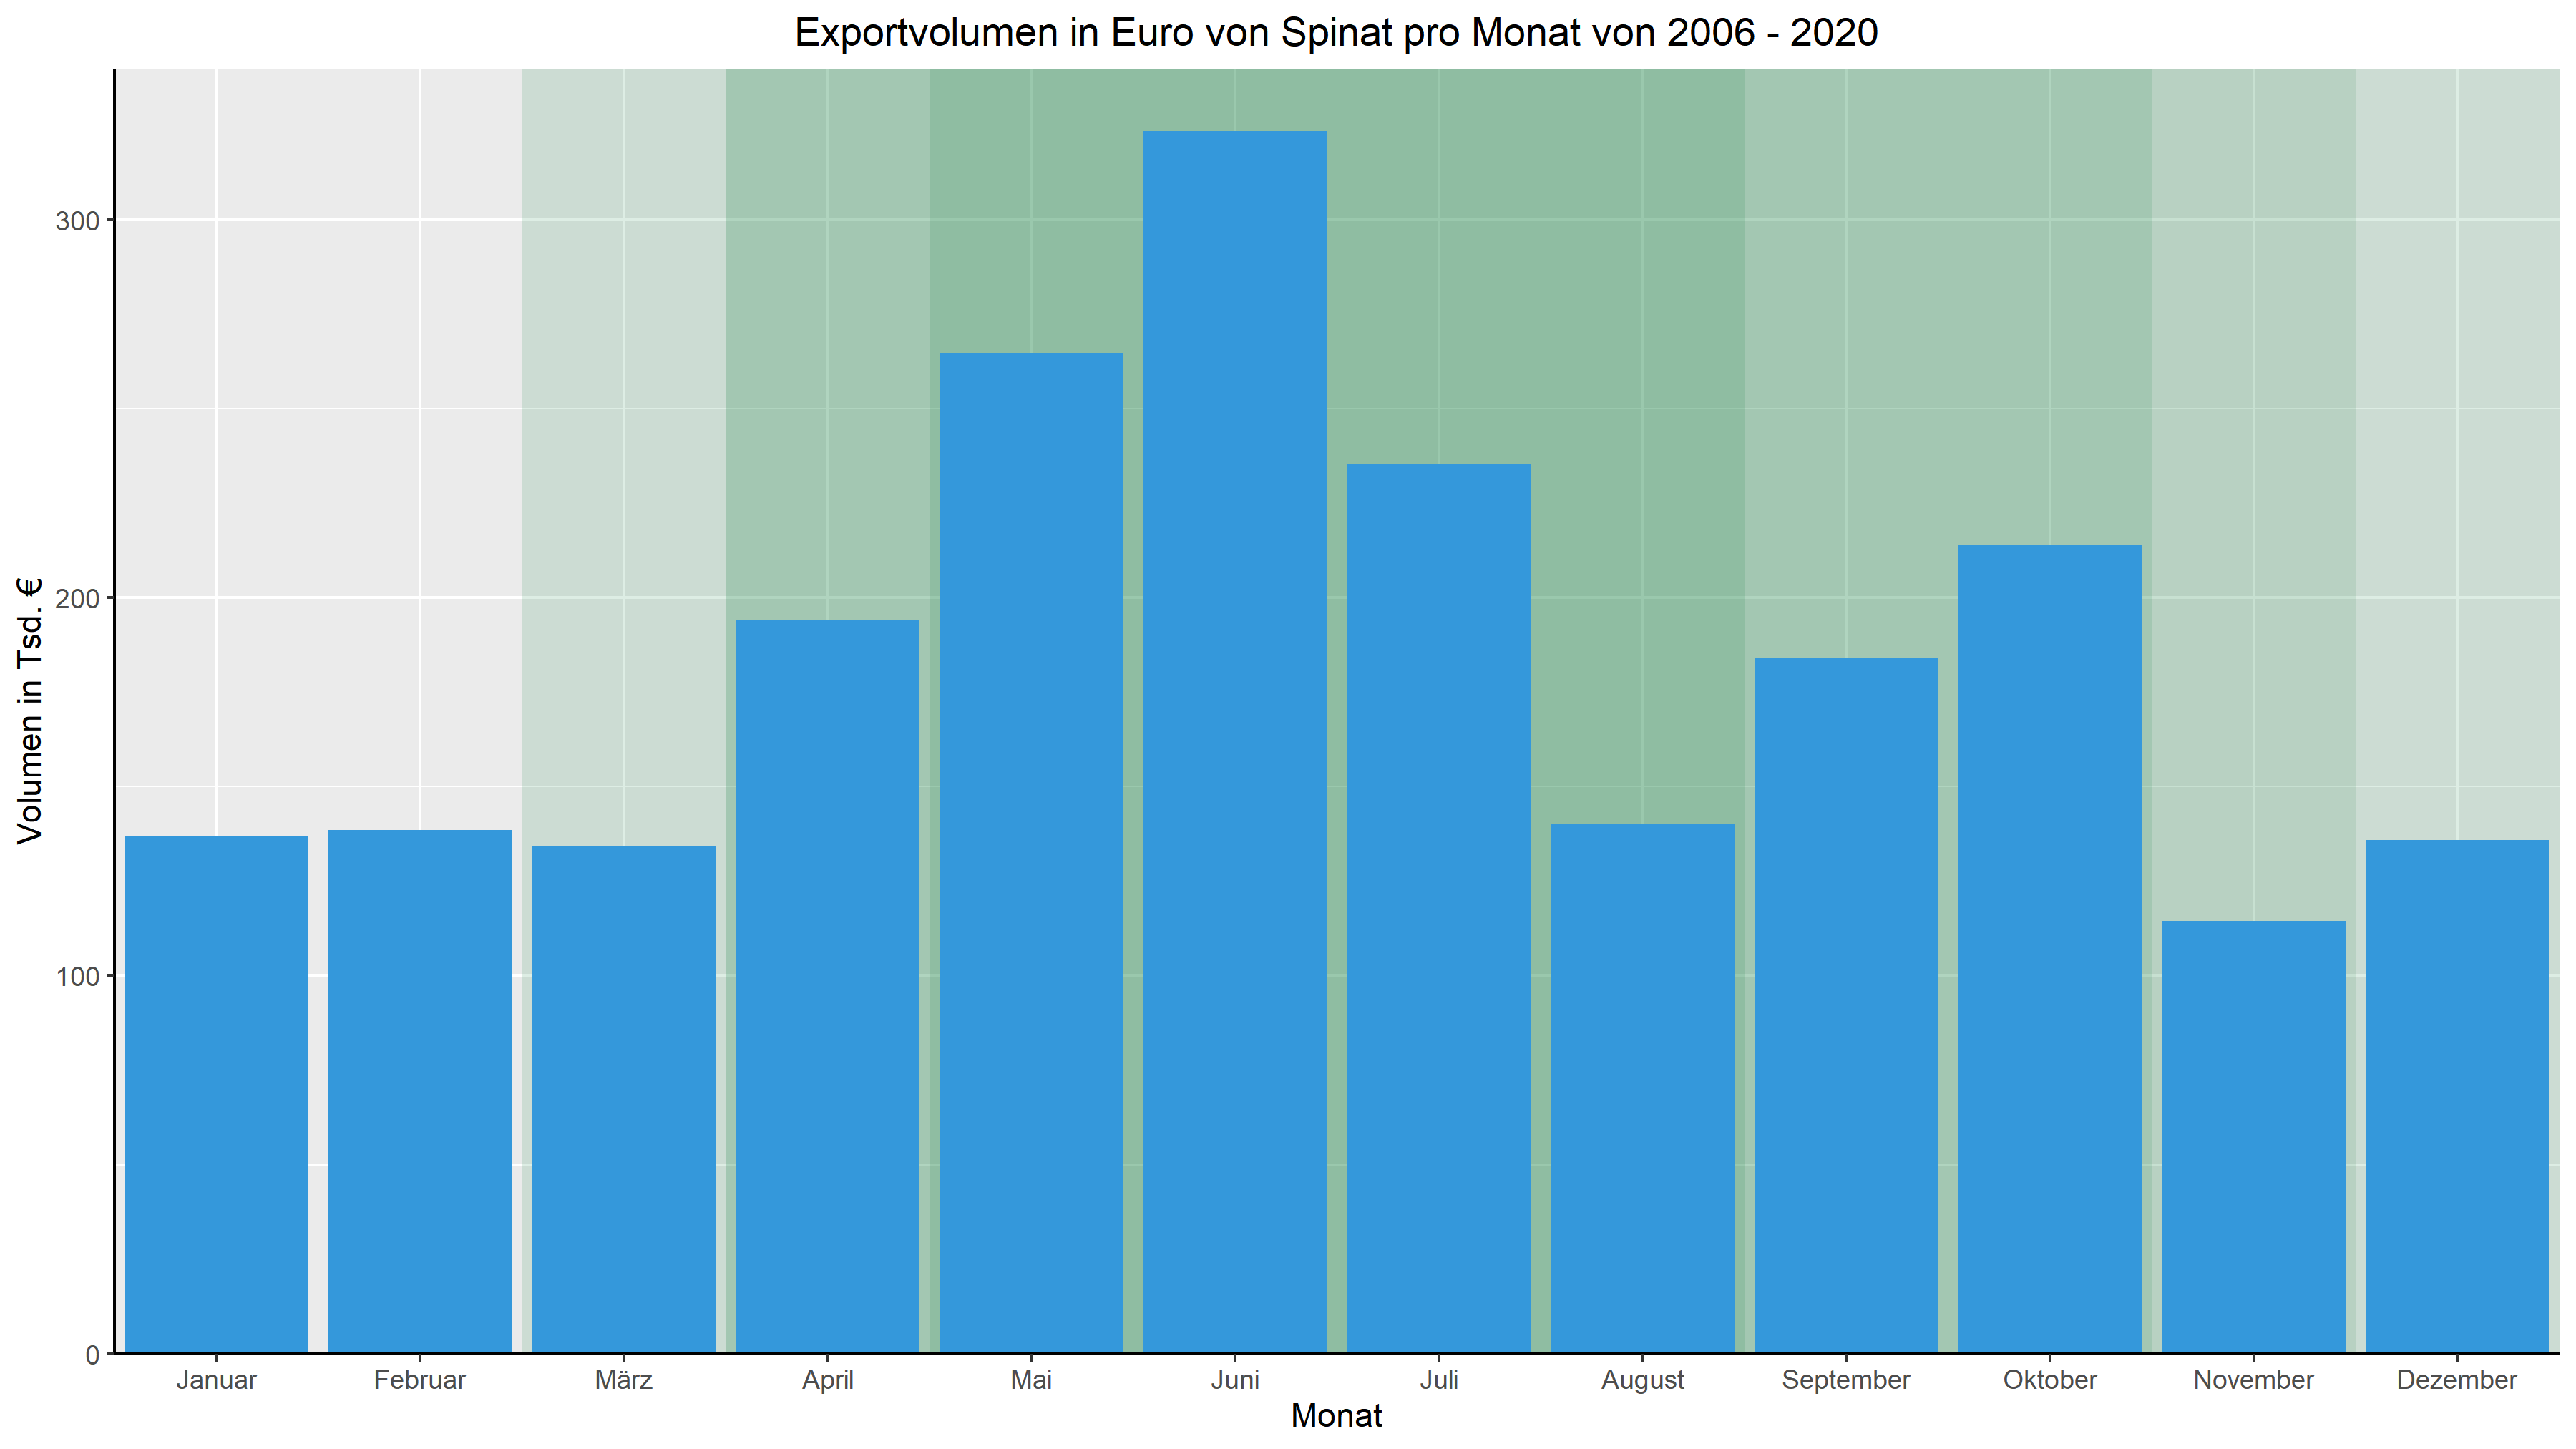 Exportvolumen in Euro von Spinat pro Monat von 2006 - 2020
Volumen in Tsd. €
300
200
100
0
Januar Februar März April Mai Juni Juli August September Oktober November Dezember
Monat